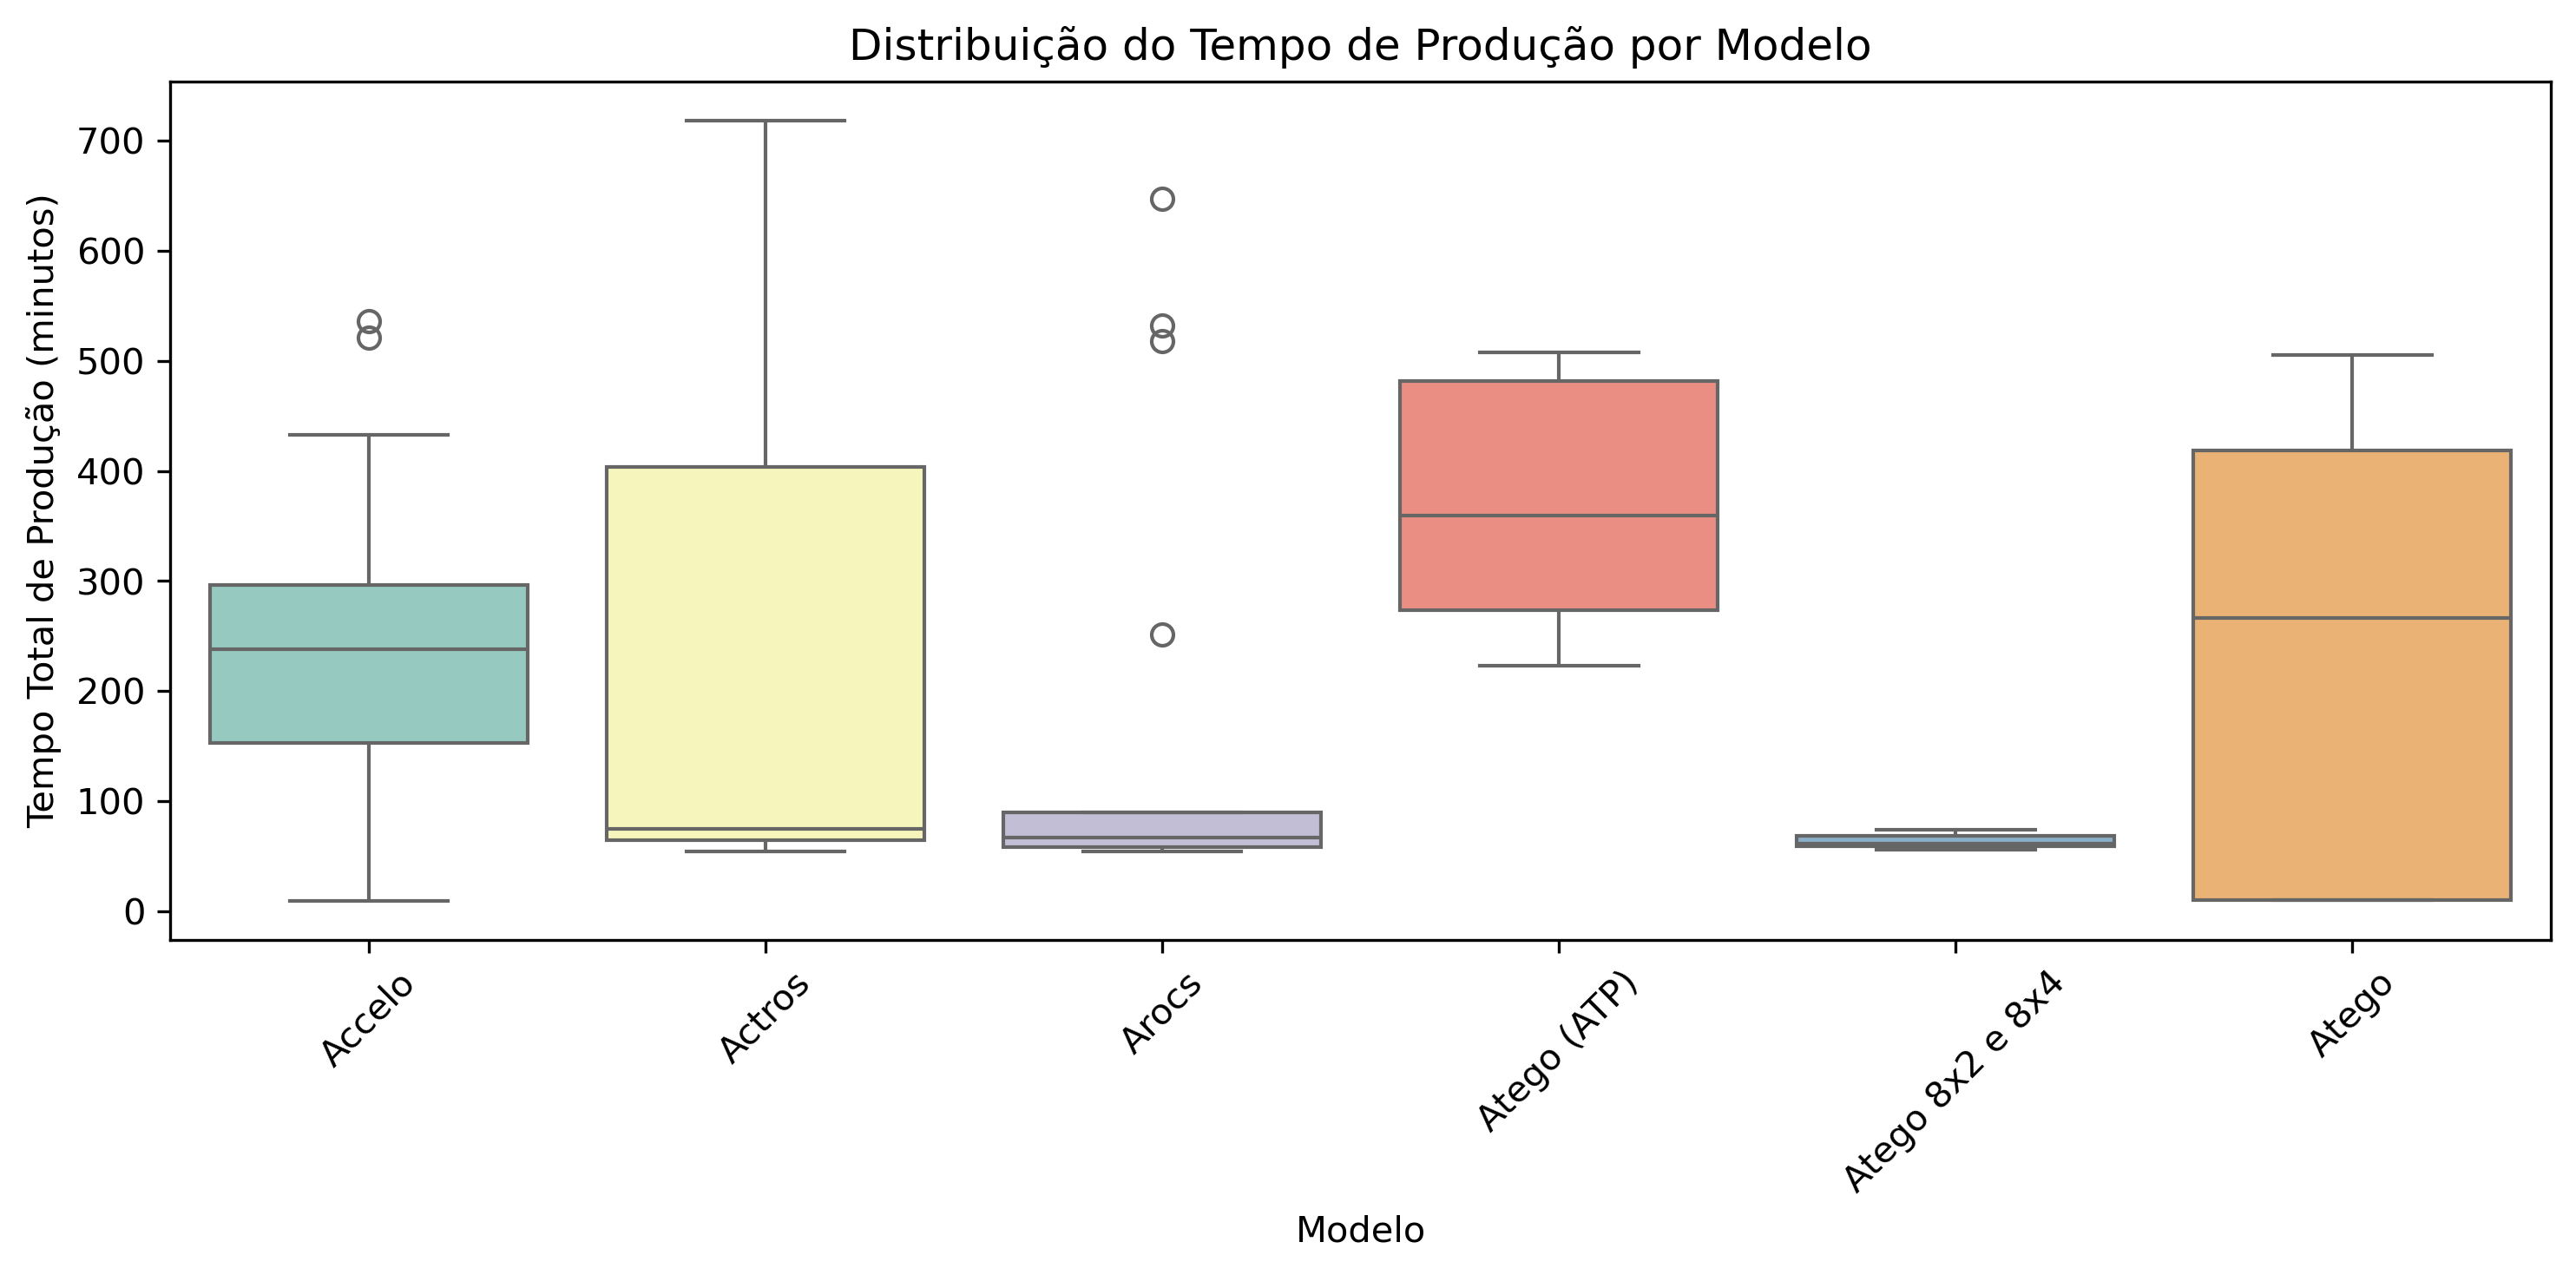 Distribuição do Tempo de Produção por Modelo
Tempo Total de Produção (minutos)
700
600
500
400
300
200
100
0
Accelo
Actros
Arocs
Atego (ATP)
Atego 8x2 e 8x4
Atego
Modelo